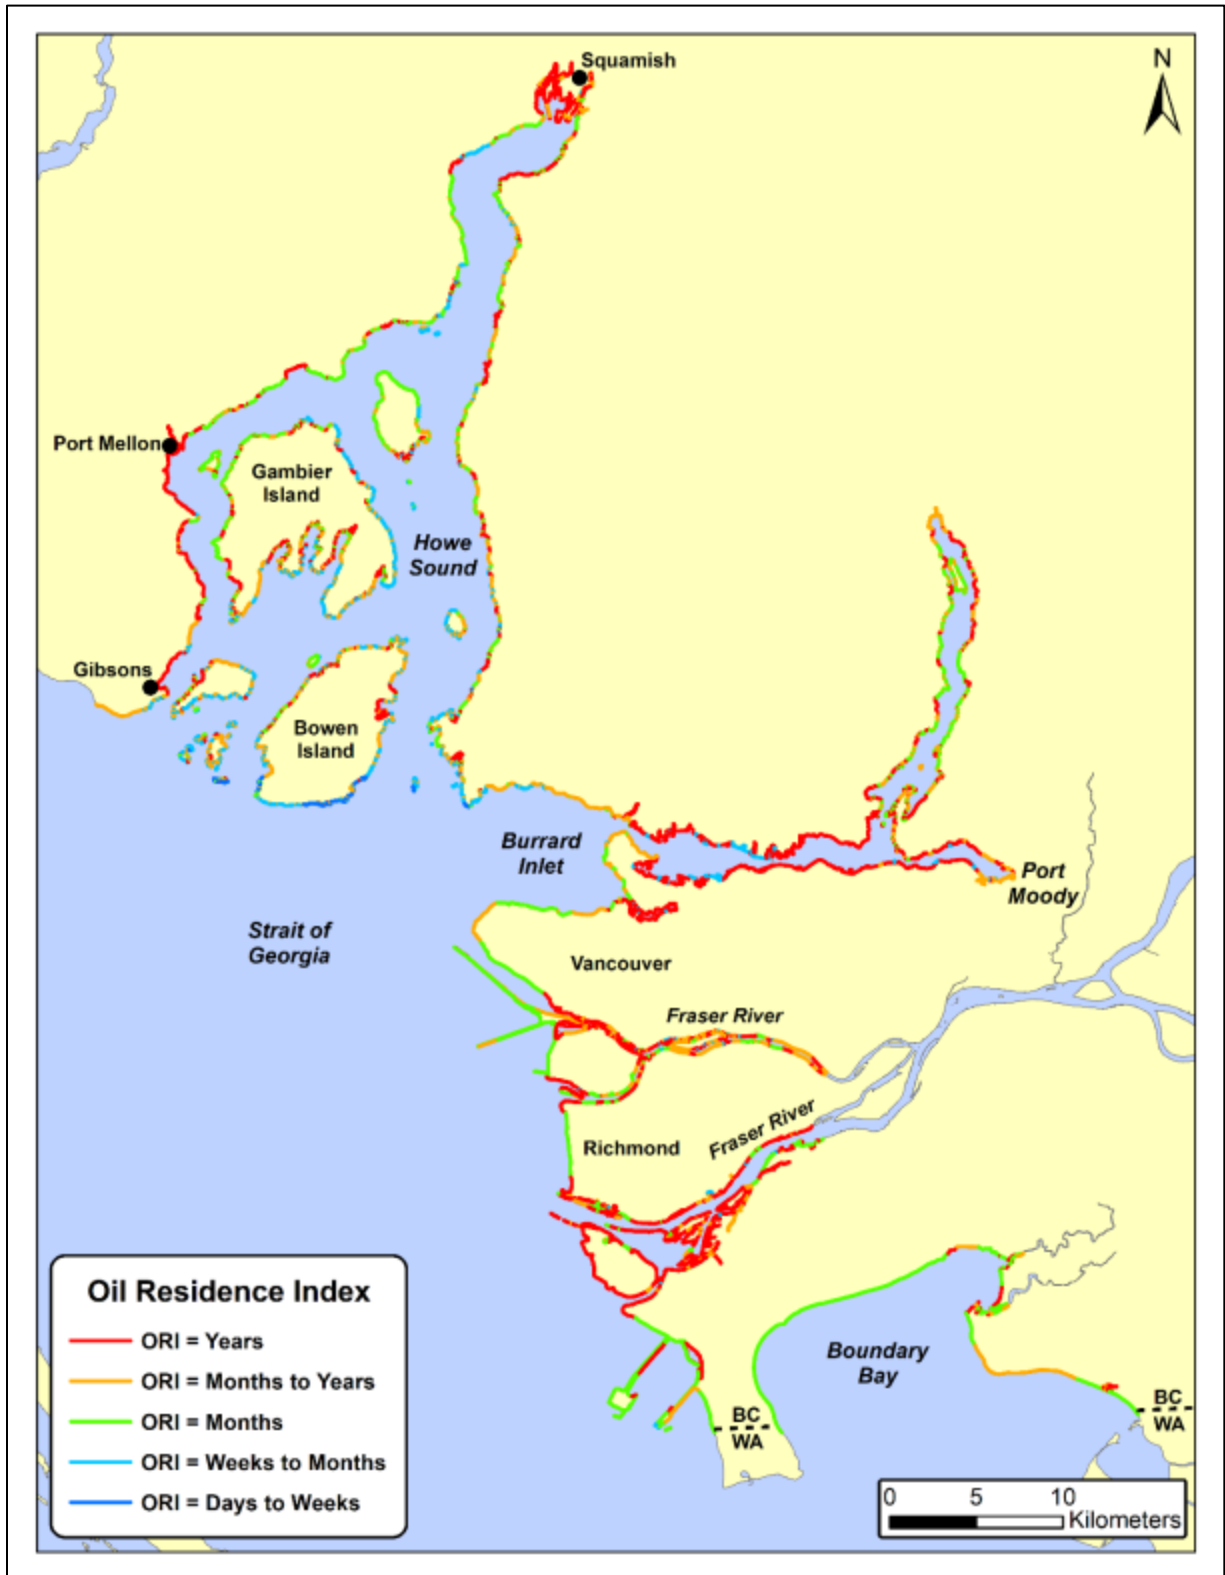 Squamish
N
Port Mellon
Gambier
Island
Howe
Sound
Gibsons
Bowen
Island
Burrard
Inlet
Port
Moody
Strait of
Georgia
Vancouver
Fraser River
Fraser River
Richmond
Boundary
Bay
BC
WA
BC
WA
Oil Residence Index
ORI = Years
ORI = Months to Years
ORI = Months
ORI = Weeks to Months
ORI = Days to Weeks
0 5 10
Kilometers